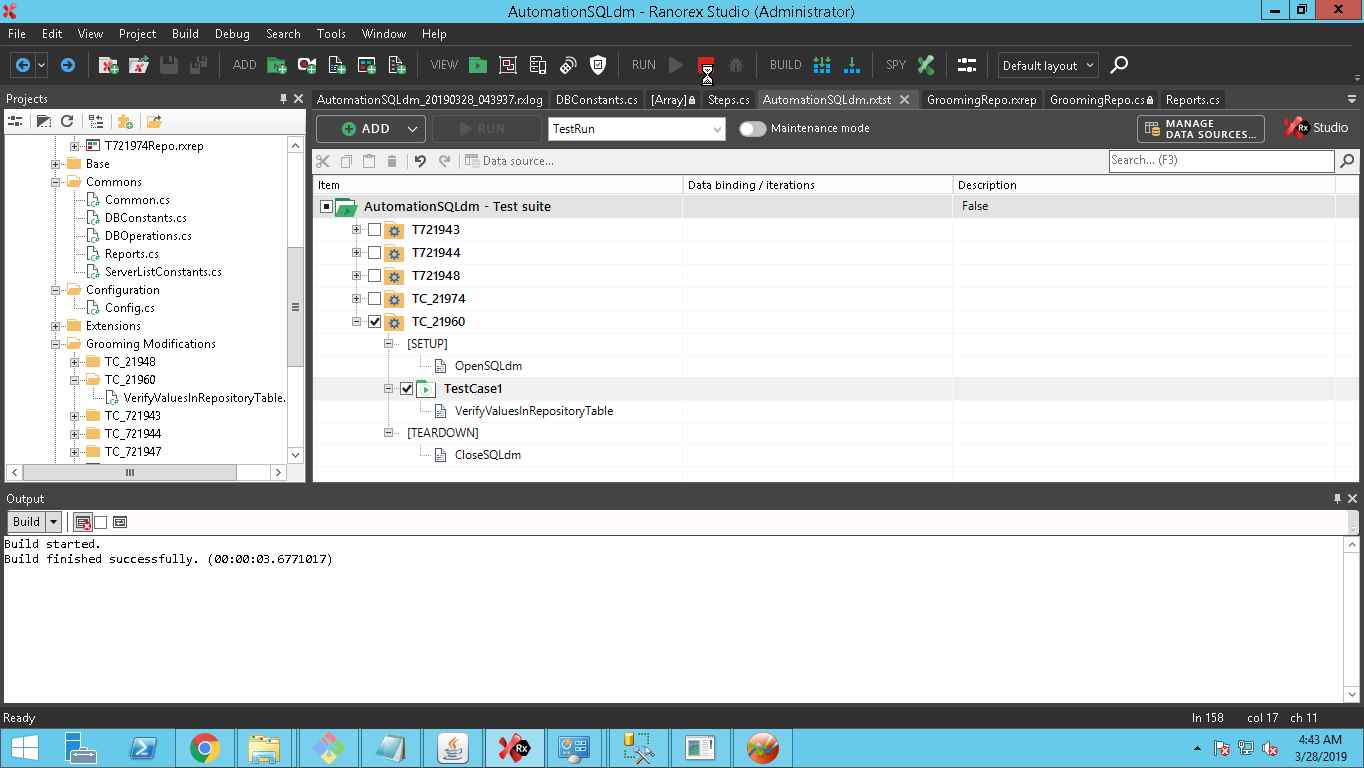 AutomationSQLdm - Ranorex Studio (Administrator)
File Edit View Project Build Debug Search Tools Window Help
ADD VIEW RUN BUILD SPY Default layout
Projects
AutomationSQLdm_20190328_043937.rxlog DBConstants.cs [Array] Steps.cs AutomationSQLdm.rxtst GroomingRepo.rxrep GroomingRepo.cs Reports.cs
ADD RUN TestRun Maintenance mode MANAGE DATA SOURCES... Rx Studio
Data source... Search... (F3)
Item Data binding / iterations Description
T721974Repo.rxrep
Base
Commons
Common.cs
DBConstants.cs
DBOperations.cs
Reports.cs
ServerListConstants.cs
Configuration
Config.cs
Extensions
Grooming Modifications
TC_21948
TC_21960
VerifyValuesInRepositoryTable.
TC_721943
TC_721944
TC_721947
AutomationSQLdm - Test suite False
T721943
T721944
T721948
TC_21974
TC_21960
[SETUP]
OpenSQLdm
TestCase1
VerifyValuesInRepositoryTable
[TEARDOWN]
CloseSQLdm
Output
Build
Build started.
Build finished successfully. (00:00:03.6771017)
Ready ln 158 col 17 ch 11
Rx
4:43 AM
3/28/2019